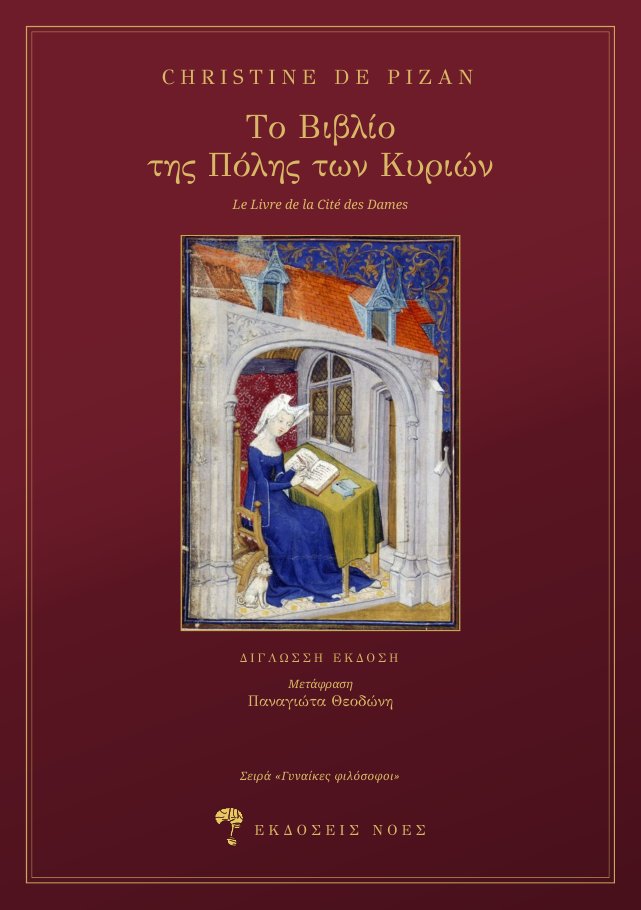 CHRISTINE DE PIZAN
Το Βιβλίο
της Πόλης των Κυριών
Le Livre de la Cité des Dames
ΔΙΓΛΩΣΣΗ ΕΚΔΟΣΗ
Μετάφραση
Παναγιώτα Θεοδώνη
Σειρά «Γυναίκες φιλόσοφοι»
ΕΚΔΟΣΕΙΣ ΝΟΕΣ